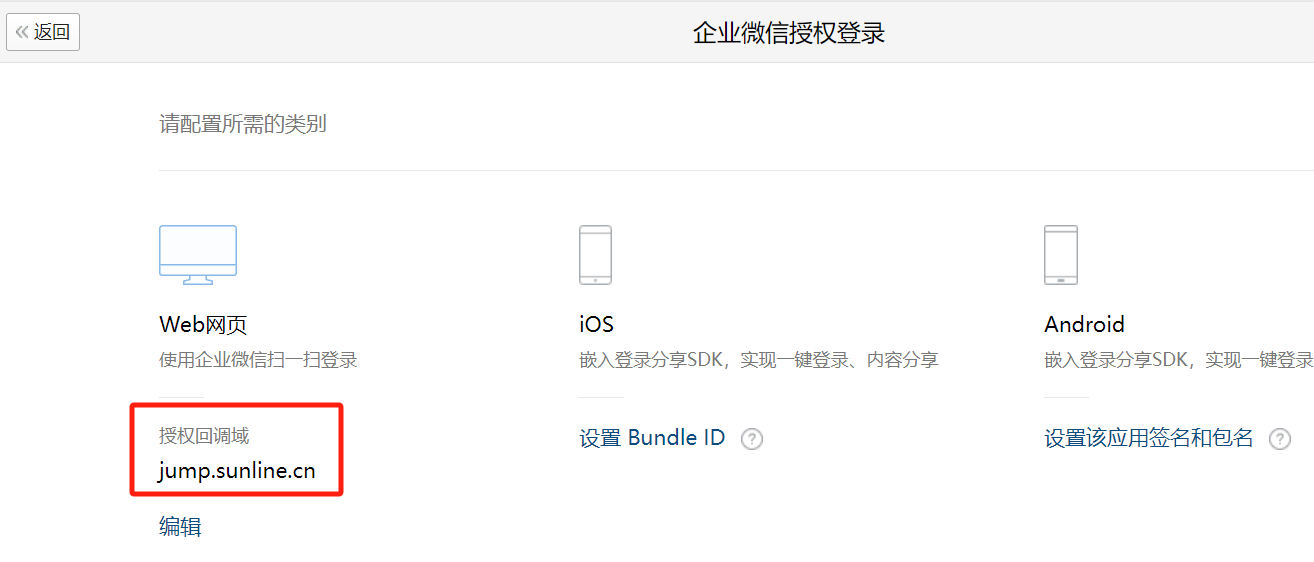 返回
企业微信授权登录
请配置所需的类别
Web网页
使用企业微信扫一扫登录
授权回调域
jump.sunline.cn
编辑
iOS
嵌入登录分享SDK，实现一键登录、内容分享
设置 Bundle ID
?
Android
嵌入登录分享SDK，实现一键登录
设置该应用签名和包名
?